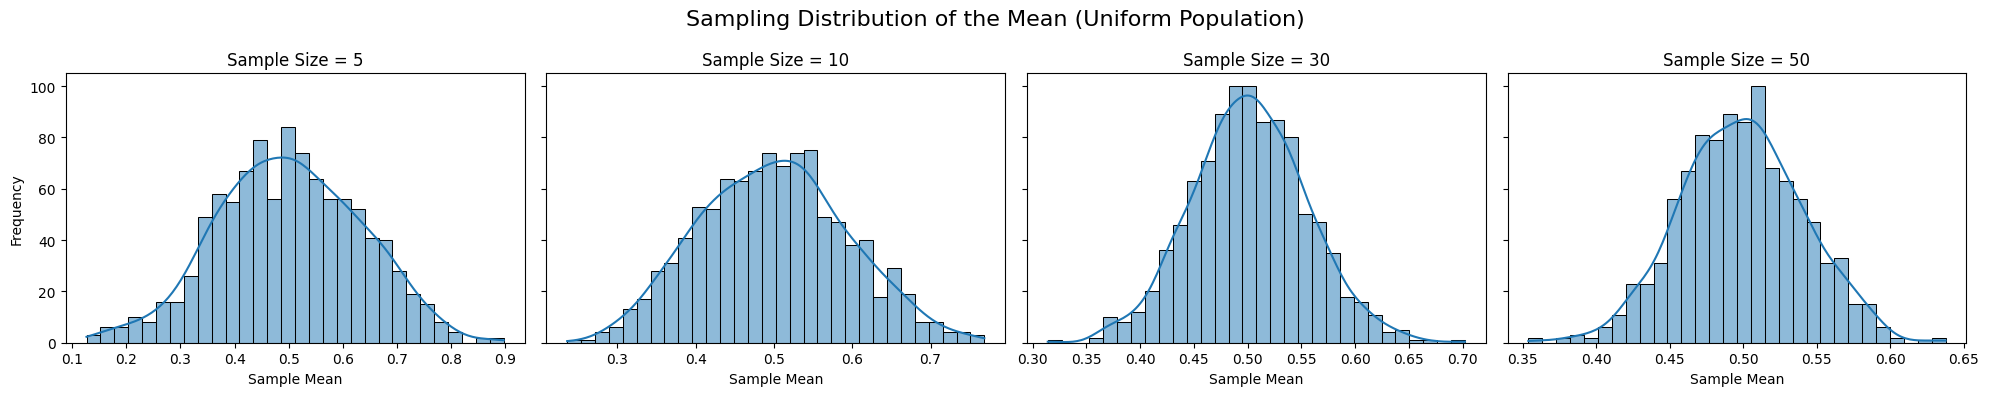 Sampling Distribution of the Mean (Uniform Population)
Sample Size = 5
Sample Size = 10
Sample Size = 30
Sample Size = 50
Frequency
100
80
60
40
20
0
0.1 0.2 0.3 0.4 0.5 0.6 0.7 0.8 0.9
0.3 0.4 0.5 0.6 0.7
0.30 0.35 0.40 0.45 0.50 0.55 0.60 0.65 0.70
0.35 0.40 0.45 0.50 0.55 0.60 0.65
Sample Mean
Sample Mean
Sample Mean
Sample Mean